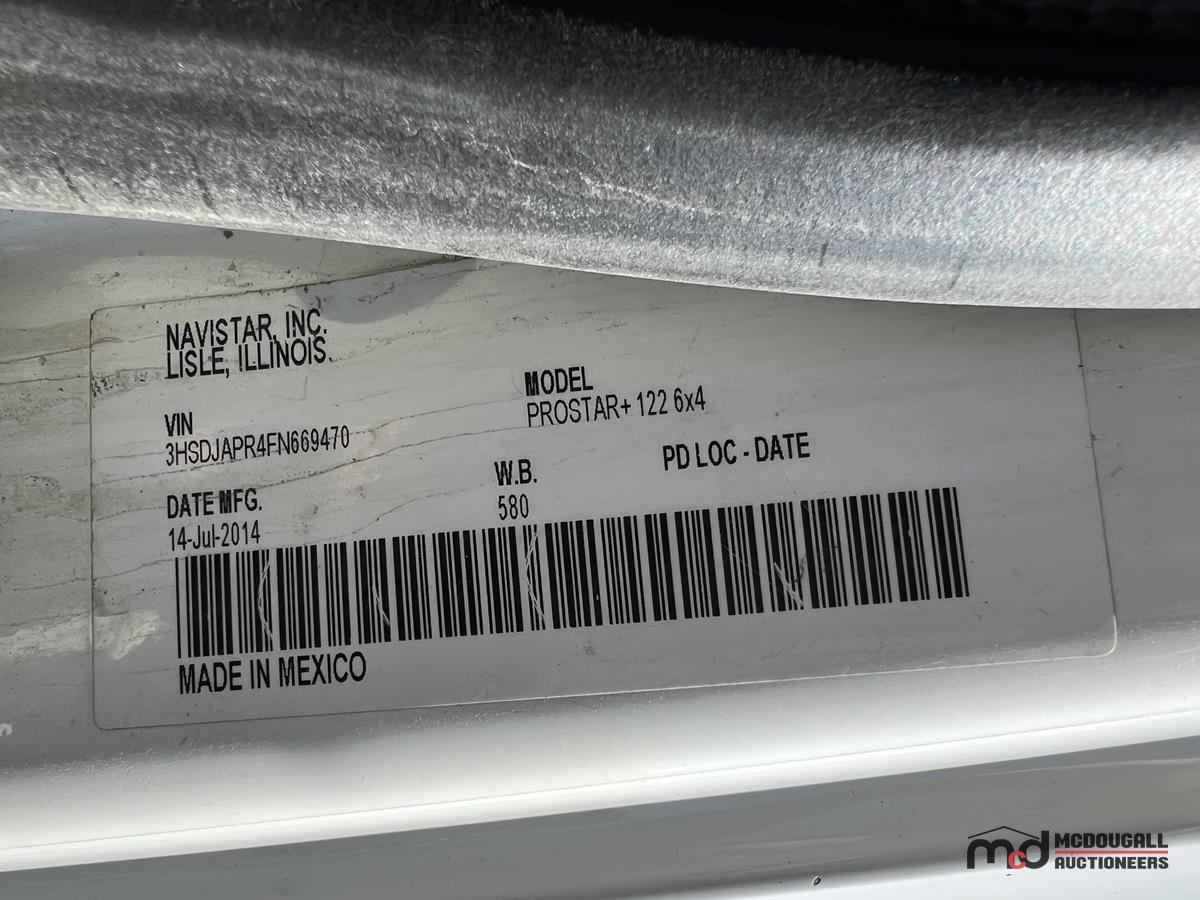 NAVISTAR, INC.
LISLE, ILLINOIS.
VIN
3HSDJAPR4FN669470
MODEL
PROSTAR+ 122 6x4
DATE MFG.
14-Jul-2014
W.B.
580
PD LOC - DATE
MADE IN MEXICO
mcd MCDOUGALL
AUCTIONEERS